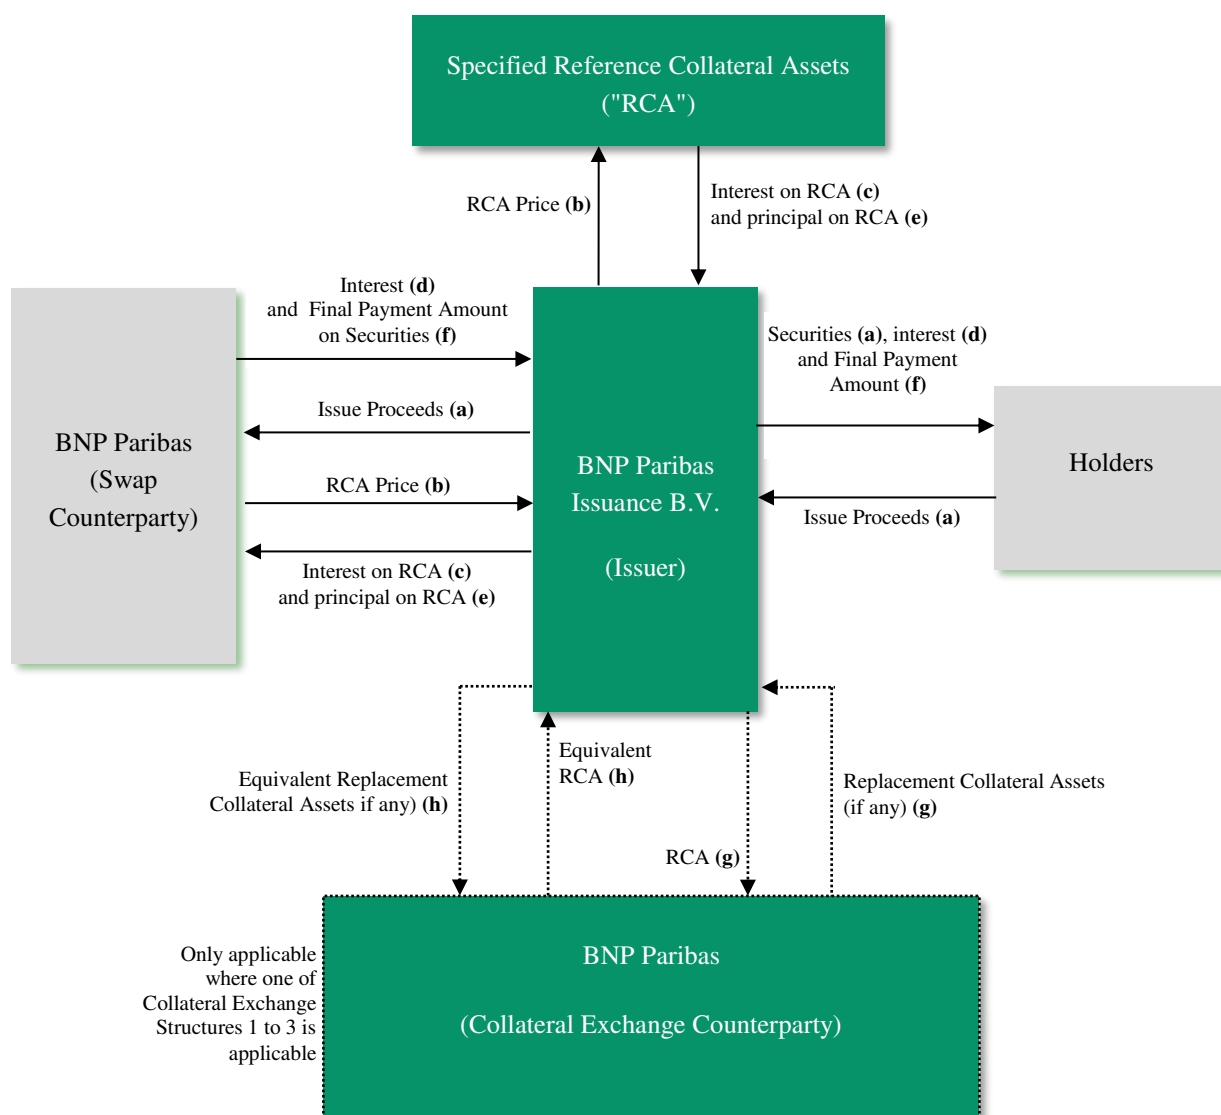 Specified Reference Collateral Assets
("RCA")
RCA Price (b)
Interest on RCA (c)
and principal on RCA (e)
Interest (d)
and Final Payment Amount
on Securities (f)
Issue Proceeds (a)
RCA Price (b)
Interest on RCA (c)
and principal on RCA (e)
BNP Paribas
(Swap
Counterparty)
BNP Paribas
Issuance B.V.
(Issuer)
Securities (a), interest (d)
and Final Payment
Amount (f)
Issue Proceeds (a)
Holders
Equivalent Replacement
Collateral Assets if any) (h)
Equivalent
RCA (h)
RCA (g)
Replacement Collateral Assets
(if any) (g)
Only applicable
where one of
Collateral Exchange
Structures 1 to 3 is
applicable
BNP Paribas
(Collateral Exchange Counterparty)